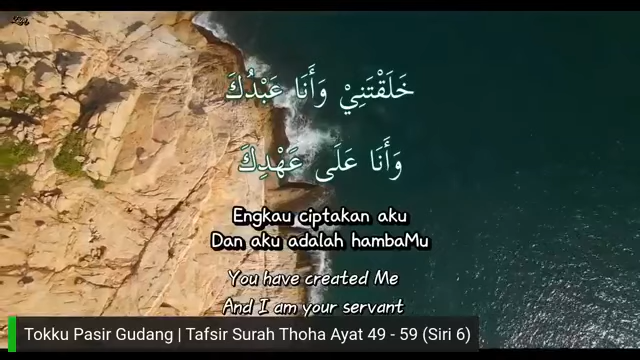 خَلَقْتَنِيْ وَأَنَا عَبْدُكَ
وَأَنَا عَلَى عَهْدِكَ
Engkau ciptakan aku
Dan aku adalah hambaMu
You have created Me
And I am your servant
Tokku Pasir Gudang | Tafsir Surah Thoha Ayat 49 - 59 (Siri 6)